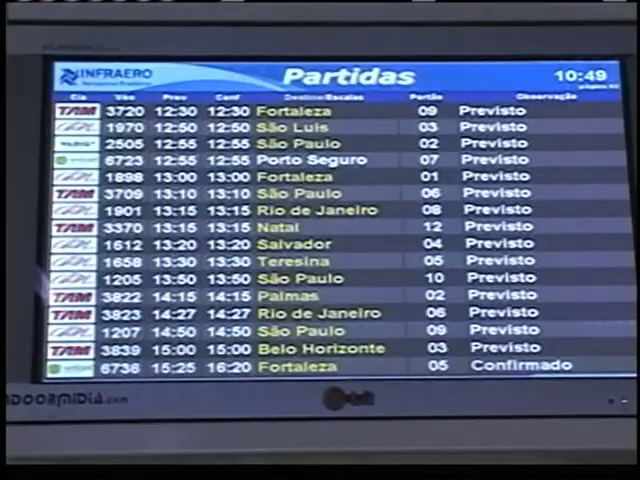 INFRAERO Partidas 10:49
Cia Vôo Prev Conf Destino/Escalas Portão Observação
TAM 3720 12:30 12:30 Fortaleza 09 Previsto
GOL 1970 12:50 12:50 São Luis 03 Previsto
2505 12:55 12:55 São Paulo 02 Previsto
6723 12:55 12:55 Porto Seguro 07 Previsto
GOL 1898 13:00 13:00 Fortaleza 01 Previsto
TAM 3709 13:10 13:10 São Paulo 06 Previsto
GOL 1901 13:15 13:15 Rio de Janeiro 08 Previsto
TAM 3370 13:15 13:15 Natal 12 Previsto
GOL 1612 13:20 13:20 Salvador 04 Previsto
GOL 1658 13:30 13:30 Teresina 05 Previsto
GOL 1205 13:50 13:50 São Paulo 10 Previsto
TAM 3822 14:15 14:15 Palmas 02 Previsto
TAM 3823 14:27 14:27 Rio de Janeiro 06 Previsto
GOL 1207 14:50 14:50 São Paulo 09 Previsto
TAM 3839 15:00 15:00 Belo Horizonte 03 Previsto
6736 15:25 16:20 Fortaleza 05 Confirmado
NDOORMIDIA.com LG